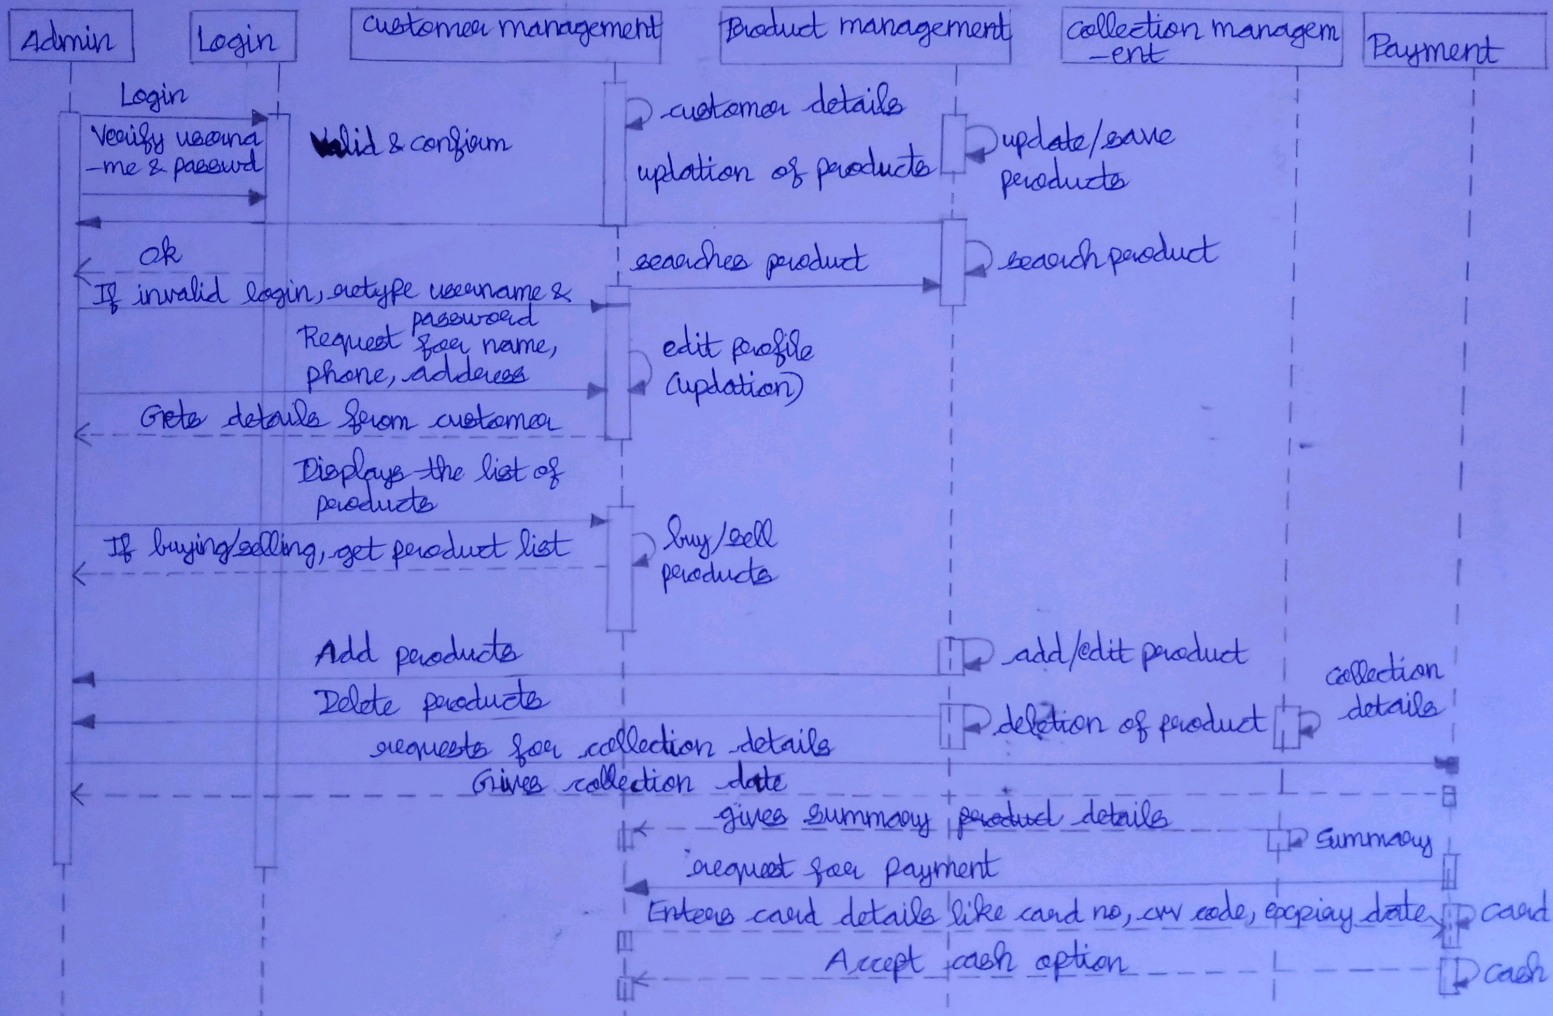 Admin
Login
Customer management
Product management
Collection managem
-ent
Payment
Login
Verify userna
-me & passwd
Valid & confirm
customer details
updation of products
update/save
products
Ok
searches product
search product
If invalid login, retype username &
password
Request for name,
phone, address
edit profile
(updation)
Gets details from customer
Displays the list of
products
If buying/selling, get product list
buy/sell
products
Add products
add/edit product
collection
details
Delete products
deletion of product
requests for collection details
Gives collection date
gives summary product details
Summary
request for payment
Enters card details like card no, cvv code, expiray date
card
Accept cash option
cash